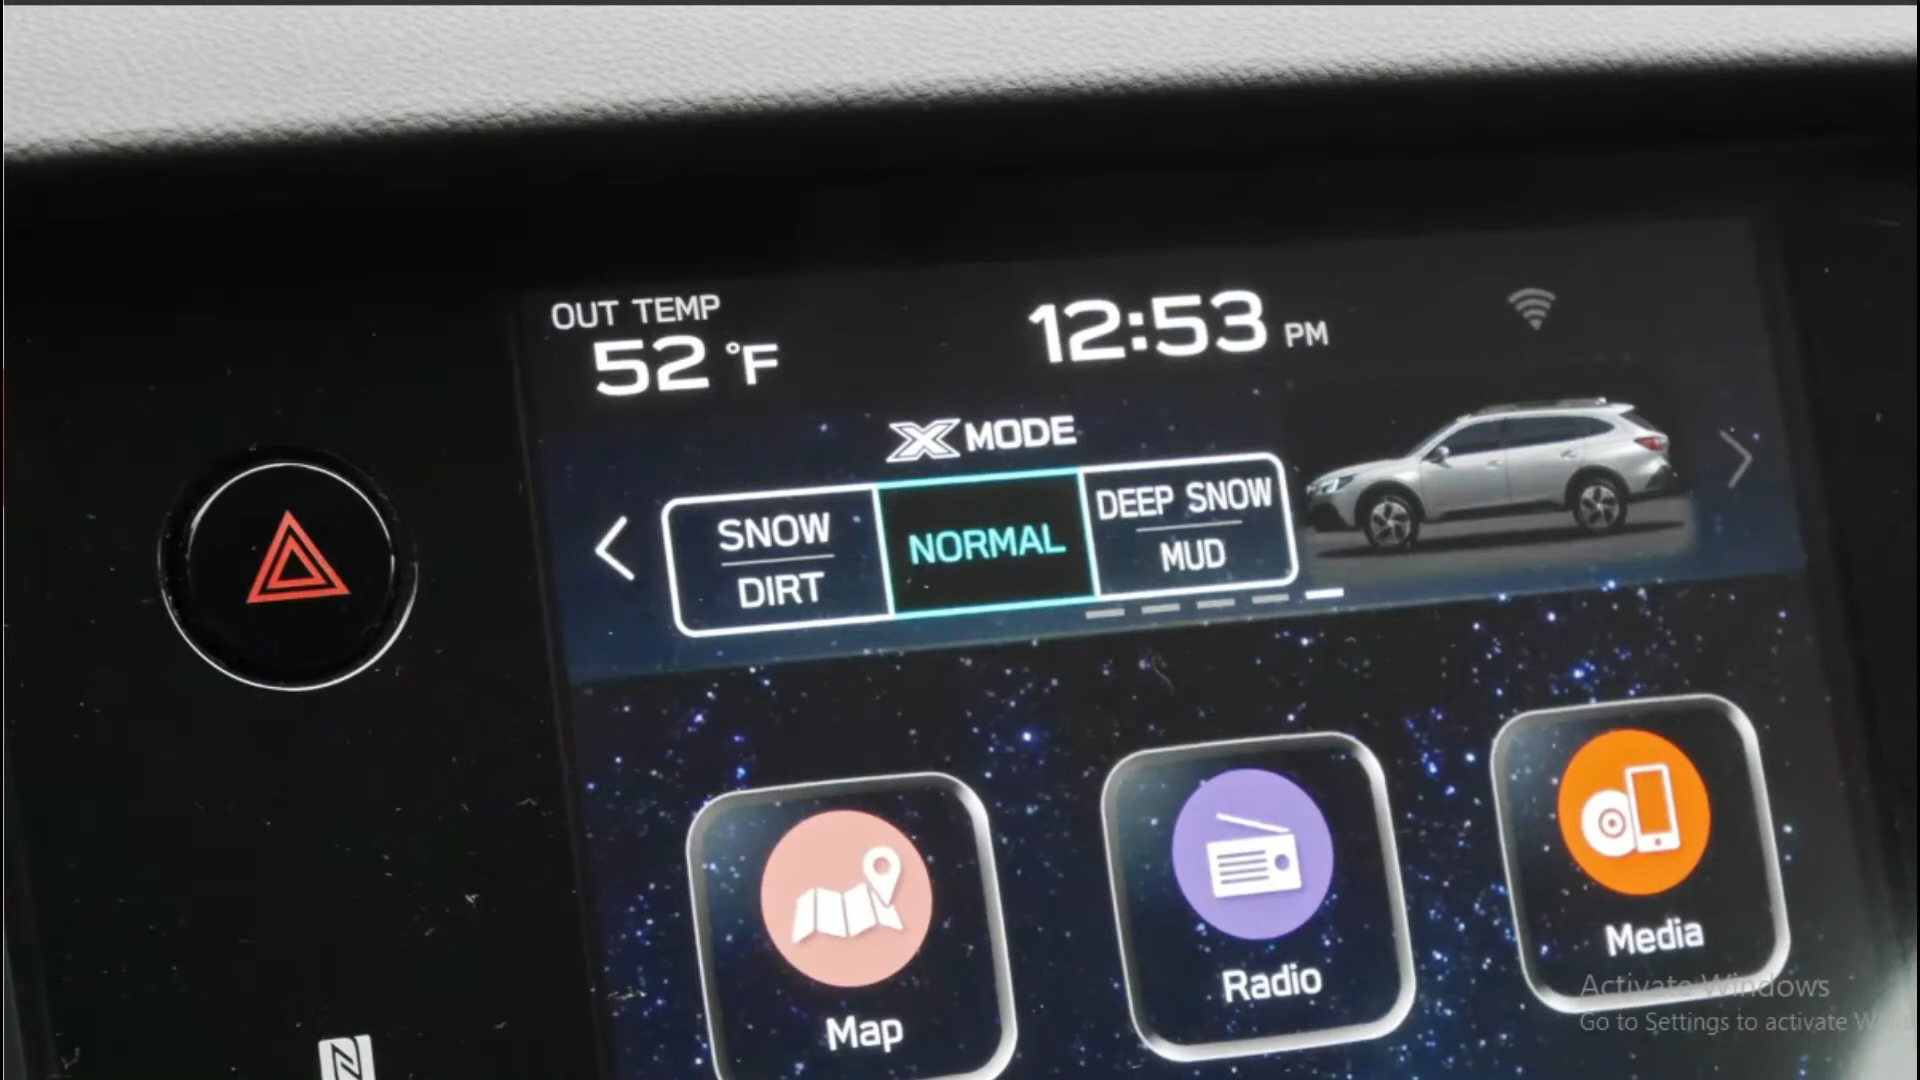 OUT TEMP
52 °F
12:53 PM
X MODE
SNOW
DIRT
NORMAL
DEEP SNOW
MUD
Map
Radio
Media
Activate Windows
Go to Settings to activate